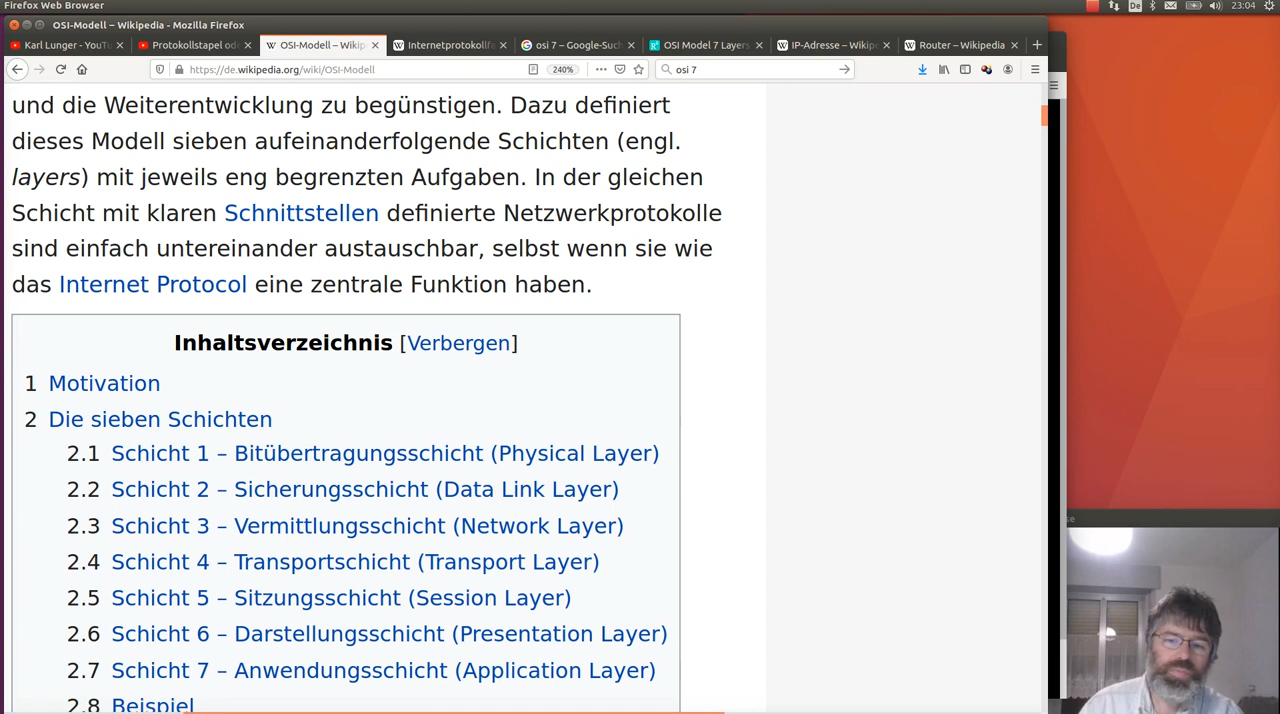 Firefox Web Browser
De
23:04
OSI-Modell – Wikipedia - Mozilla Firefox
Karl Lunger - YouTu
Protokollstapel ode
OSI-Modell – Wikip
Internetprotokollfa
osi 7 – Google-Such
OSI Model 7 Layers
IP-Adresse – Wikipe
Router – Wikipedia
https://de.wikipedia.org/wiki/OSI-Modell
240%
osi 7
und die Weiterentwicklung zu begünstigen. Dazu definiert
dieses Modell sieben aufeinanderfolgende Schichten (engl.
layers) mit jeweils eng begrenzten Aufgaben. In der gleichen
Schicht mit klaren Schnittstellen definierte Netzwerkprotokolle
sind einfach untereinander austauschbar, selbst wenn sie wie
das Internet Protocol eine zentrale Funktion haben.
Inhaltsverzeichnis [Verbergen]
1 Motivation
2 Die sieben Schichten
2.1 Schicht 1 – Bitübertragungsschicht (Physical Layer)
2.2 Schicht 2 – Sicherungsschicht (Data Link Layer)
2.3 Schicht 3 – Vermittlungsschicht (Network Layer)
2.4 Schicht 4 – Transportschicht (Transport Layer)
2.5 Schicht 5 – Sitzungsschicht (Session Layer)
2.6 Schicht 6 – Darstellungsschicht (Presentation Layer)
2.7 Schicht 7 – Anwendungsschicht (Application Layer)
2.8 Beispiel